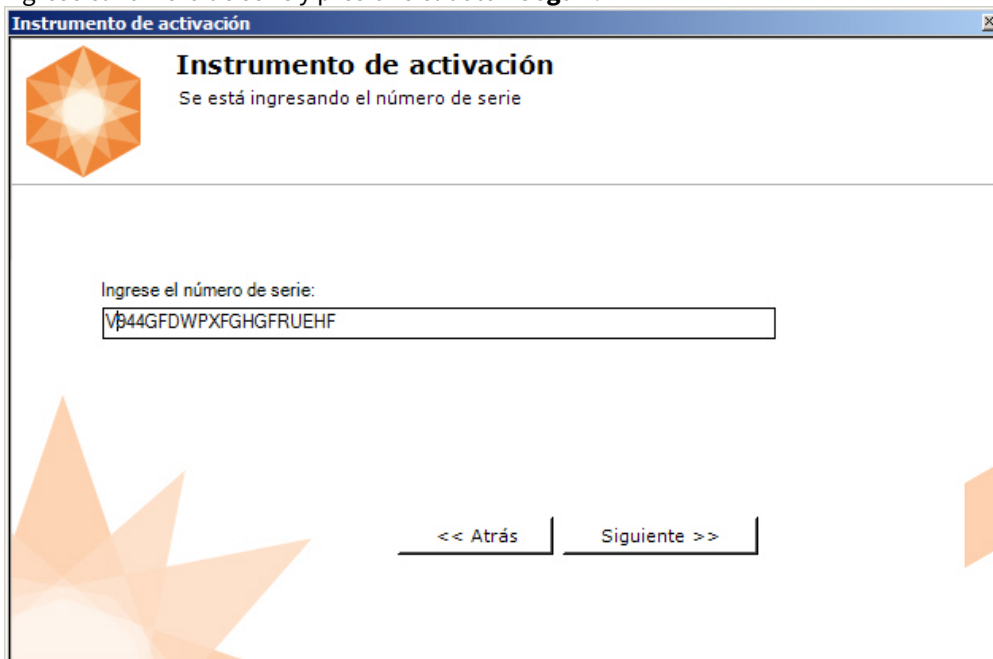 Instrumento de activación
Instrumento de activación
Se está ingresando el número de serie
Ingrese el número de serie:
V944GFDWPXFGHGFRUEHF
<< Atrás
Siguiente >>